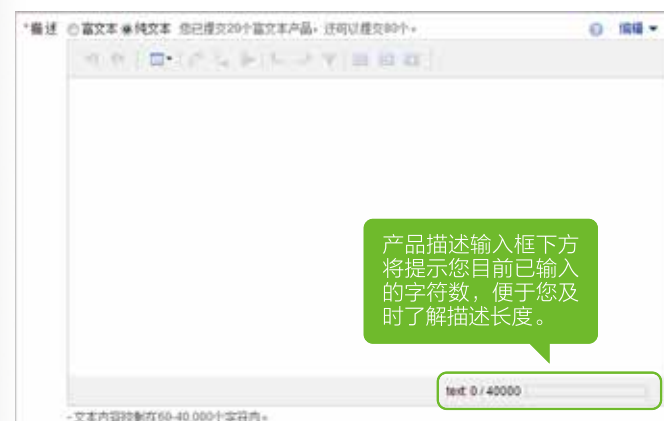 *描述 富文本 纯文本 您已提交20个富文本产品，还可以提交80个。 编辑
产品描述输入框下方
将提示您目前已输入
的字符数，便于您及
时了解描述长度。
text: 0 / 40000
-文本内容控制在60-40,000个字符内。